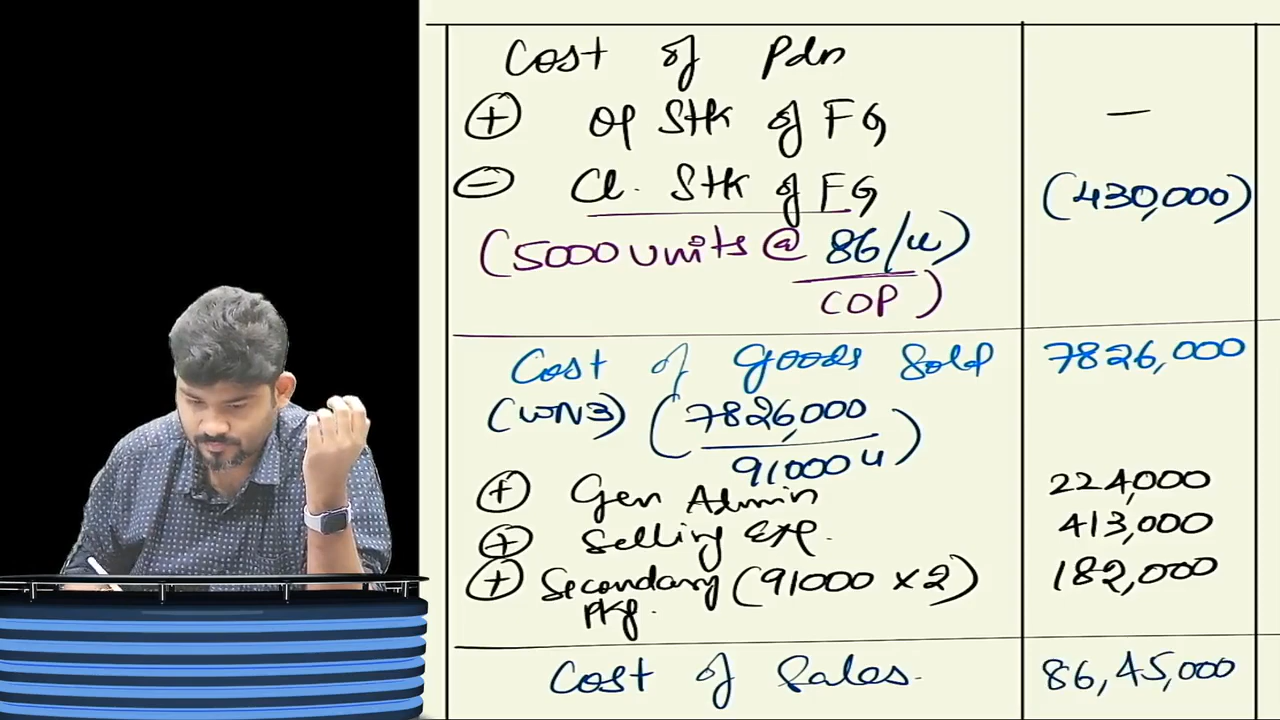 Cost of Pdn
+ Op Stk of FG —
- Cl. Stk of FG (430,000)
(5000 units @ 86/u)
COP)
Cost of Goods Sold 7826,000
(WN3) (7826,000
91000 u)
+ Gen Admin 224,000
+ Selling Exp. 413,000
+ Secondary (91000 x 2) 182,000
Pkg.
Cost of Sales. 86,45,000